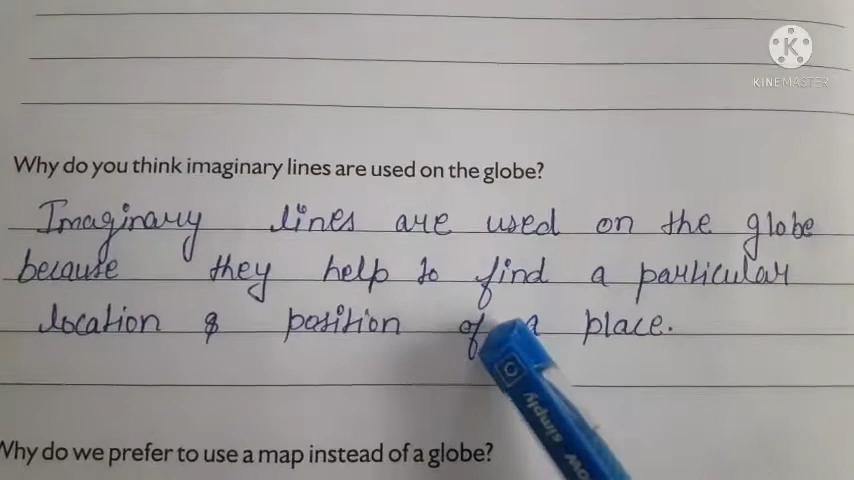 K
KINEMASTER
Why do you think imaginary lines are used on the globe?
Imaginary lines are used on the globe
because they help to find a particular
location & position of a place.
simply
Why do we prefer to use a map instead of a globe?